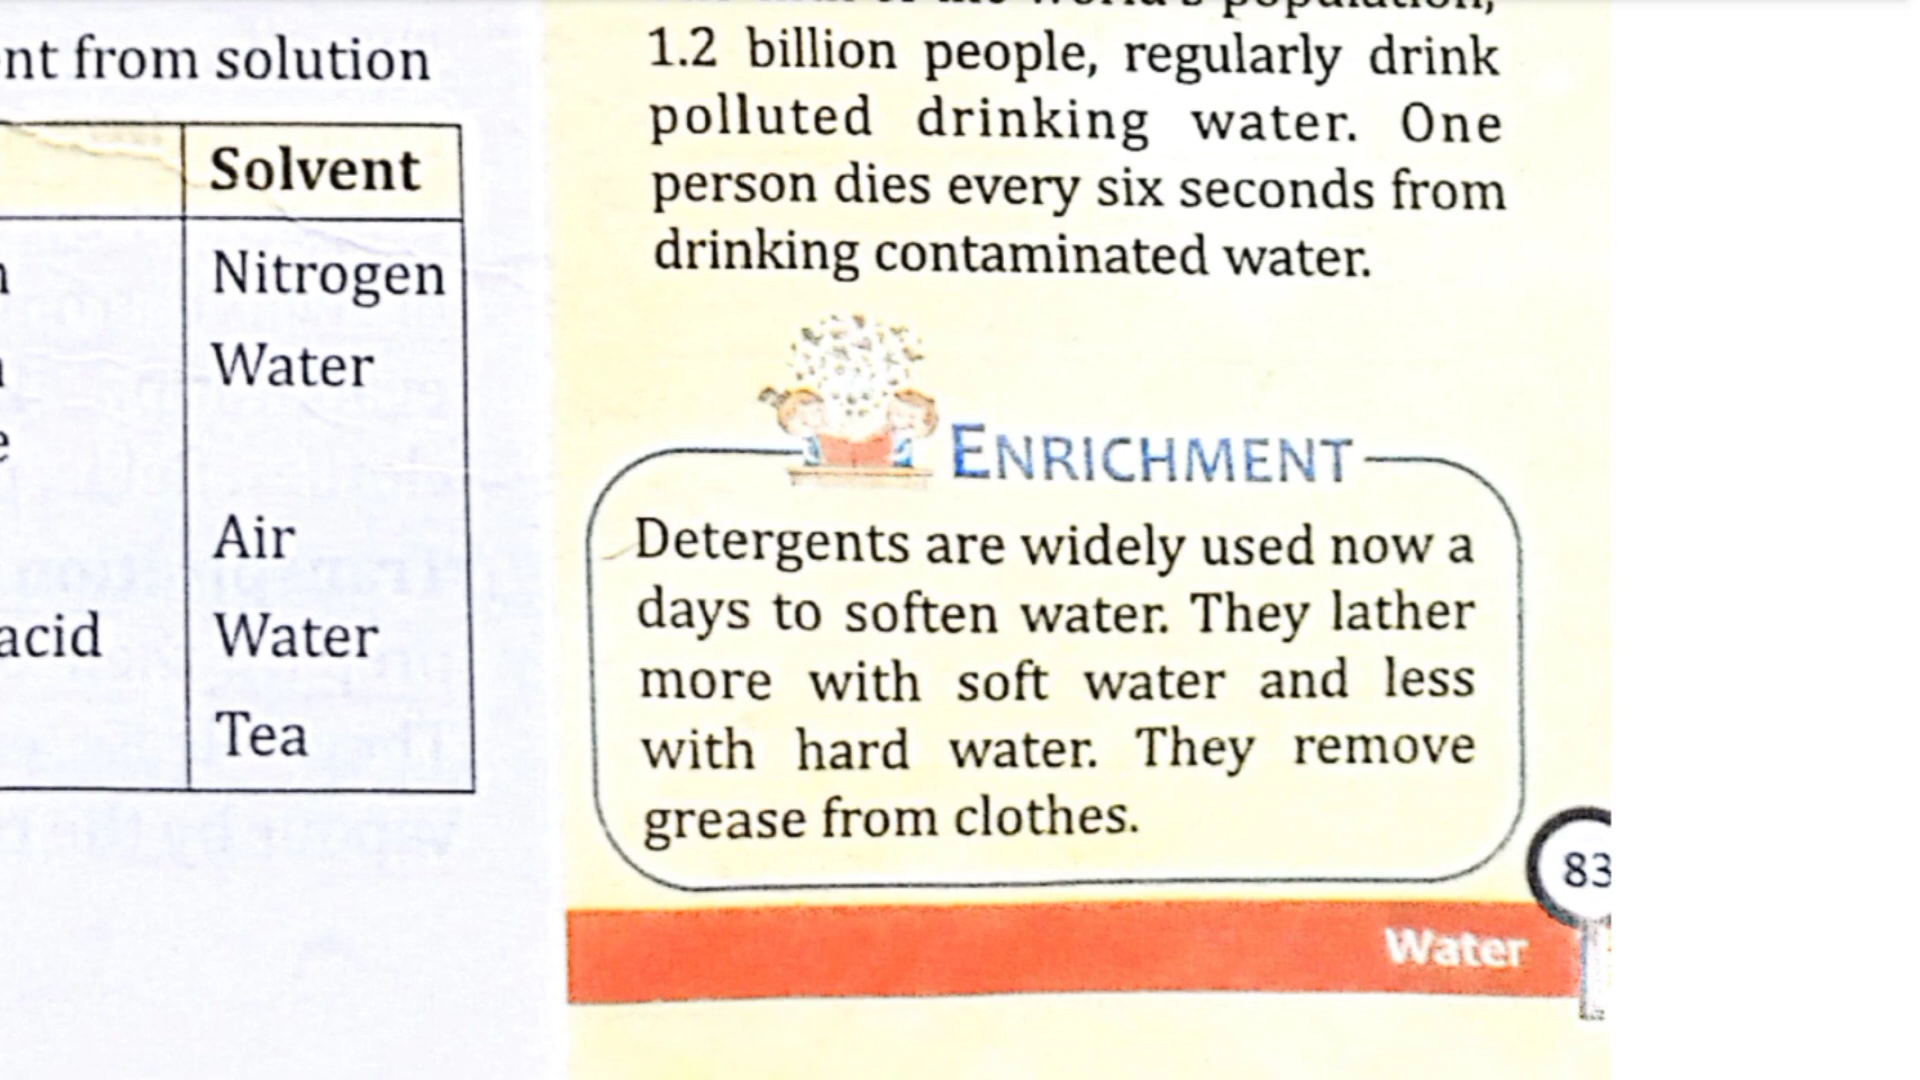 nt from solution
Solvent
Nitrogen
Water
Air
acid Water
Tea
1.2 billion people, regularly drink
polluted drinking water. One
person dies every six seconds from
drinking contaminated water.
ENRICHMENT
Detergents are widely used now a
days to soften water. They lather
more with soft water and less
with hard water. They remove
grease from clothes.
83
Water